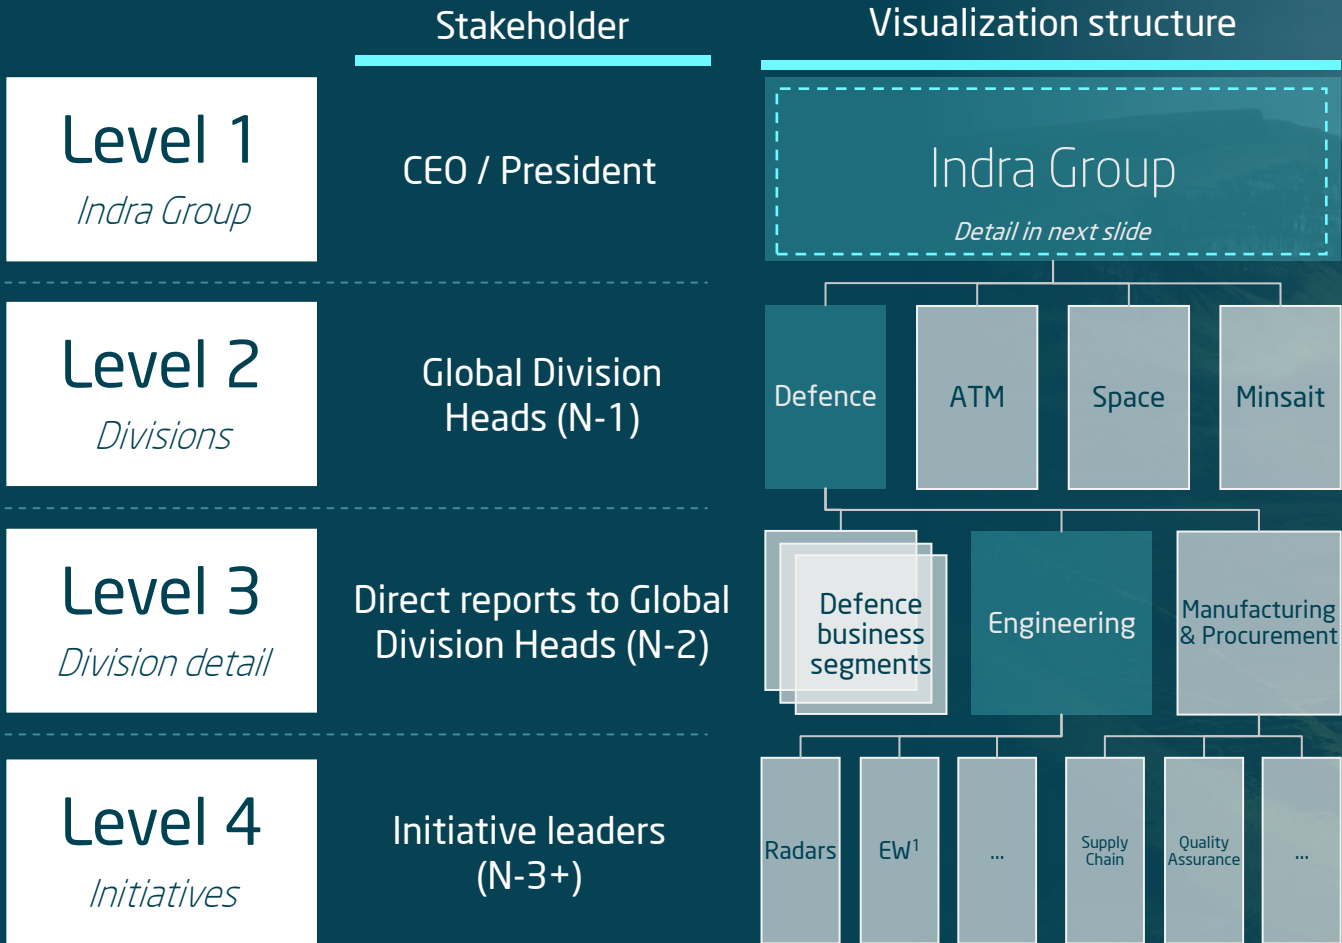 Stakeholder
Visualization structure
Level 1
Indra Group
CEO / President
Indra Group
Detail in next slide
Level 2
Divisions
Global Division
Heads (N-1)
Defence
ATM
Space
Minsait
Level 3
Division detail
Direct reports to Global
Division Heads (N-2)
Defence
business
segments
Engineering
Manufacturing
& Procurement
Level 4
Initiatives
Initiative leaders
(N-3+)
Radars
EW¹
...
Supply
Chain
Quality
Assurance
...